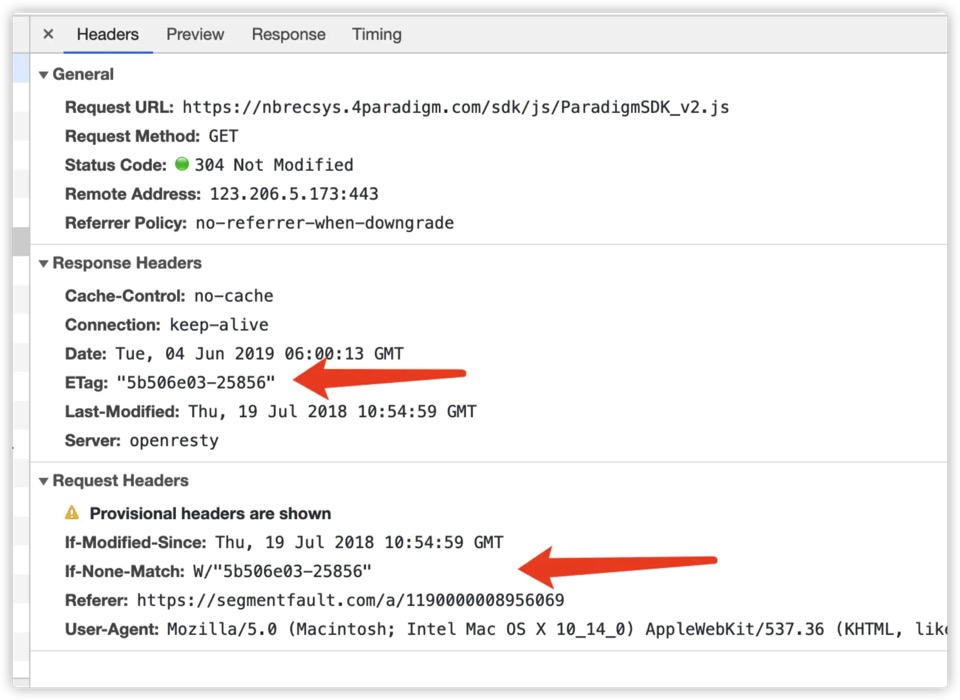 × Headers Preview Response Timing
▼ General
Request URL: https://nbrecsys.4paradigm.com/sdk/js/ParadigmSDK_v2.js
Request Method: GET
Status Code: 304 Not Modified
Remote Address: 123.206.5.173:443
Referrer Policy: no-referrer-when-downgrade
▼ Response Headers
Cache-Control: no-cache
Connection: keep-alive
Date: Tue, 04 Jun 2019 06:00:13 GMT
ETag: "5b506e03-25856"
Last-Modified: Thu, 19 Jul 2018 10:54:59 GMT
Server: openresty
▼ Request Headers
Provisional headers are shown
If-Modified-Since: Thu, 19 Jul 2018 10:54:59 GMT
If-None-Match: W/"5b506e03-25856"
Referer: https://segmentfault.com/a/1190000008956069
User-Agent: Mozilla/5.0 (Macintosh; Intel Mac OS X 10_14_0) AppleWebKit/537.36 (KHTML, lik